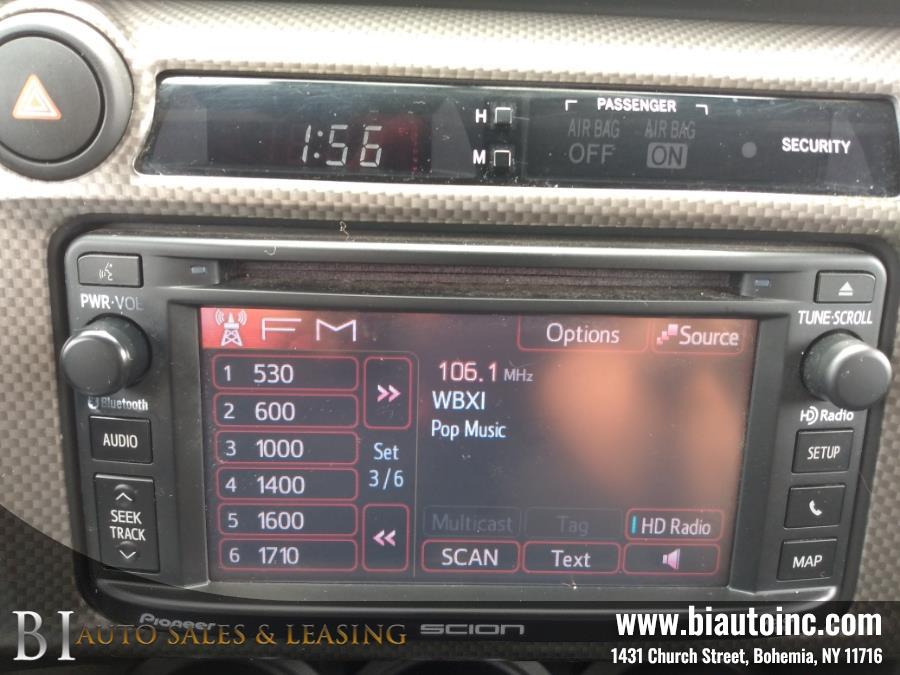 PASSENGER
H
AIR BAG AIR BAG
1:56
OFF ON
SECURITY
M
PWR·VOL
TUNE·SCROLL
FM
Options
Source
1 530
2 600
3 1000
4 1400
5 1600
6 1710
Set
3/6
106.1 MHz
WBXI
Pop Music
Multicast
Tag
HD Radio
SCAN
Text
Bluetooth
AUDIO
SEEK
TRACK
HD Radio
SETUP
MAP
Pioneer
SCION
BI AUTO SALES & LEASING
www.biautoinc.com
1431 Church Street, Bohemia, NY 11716